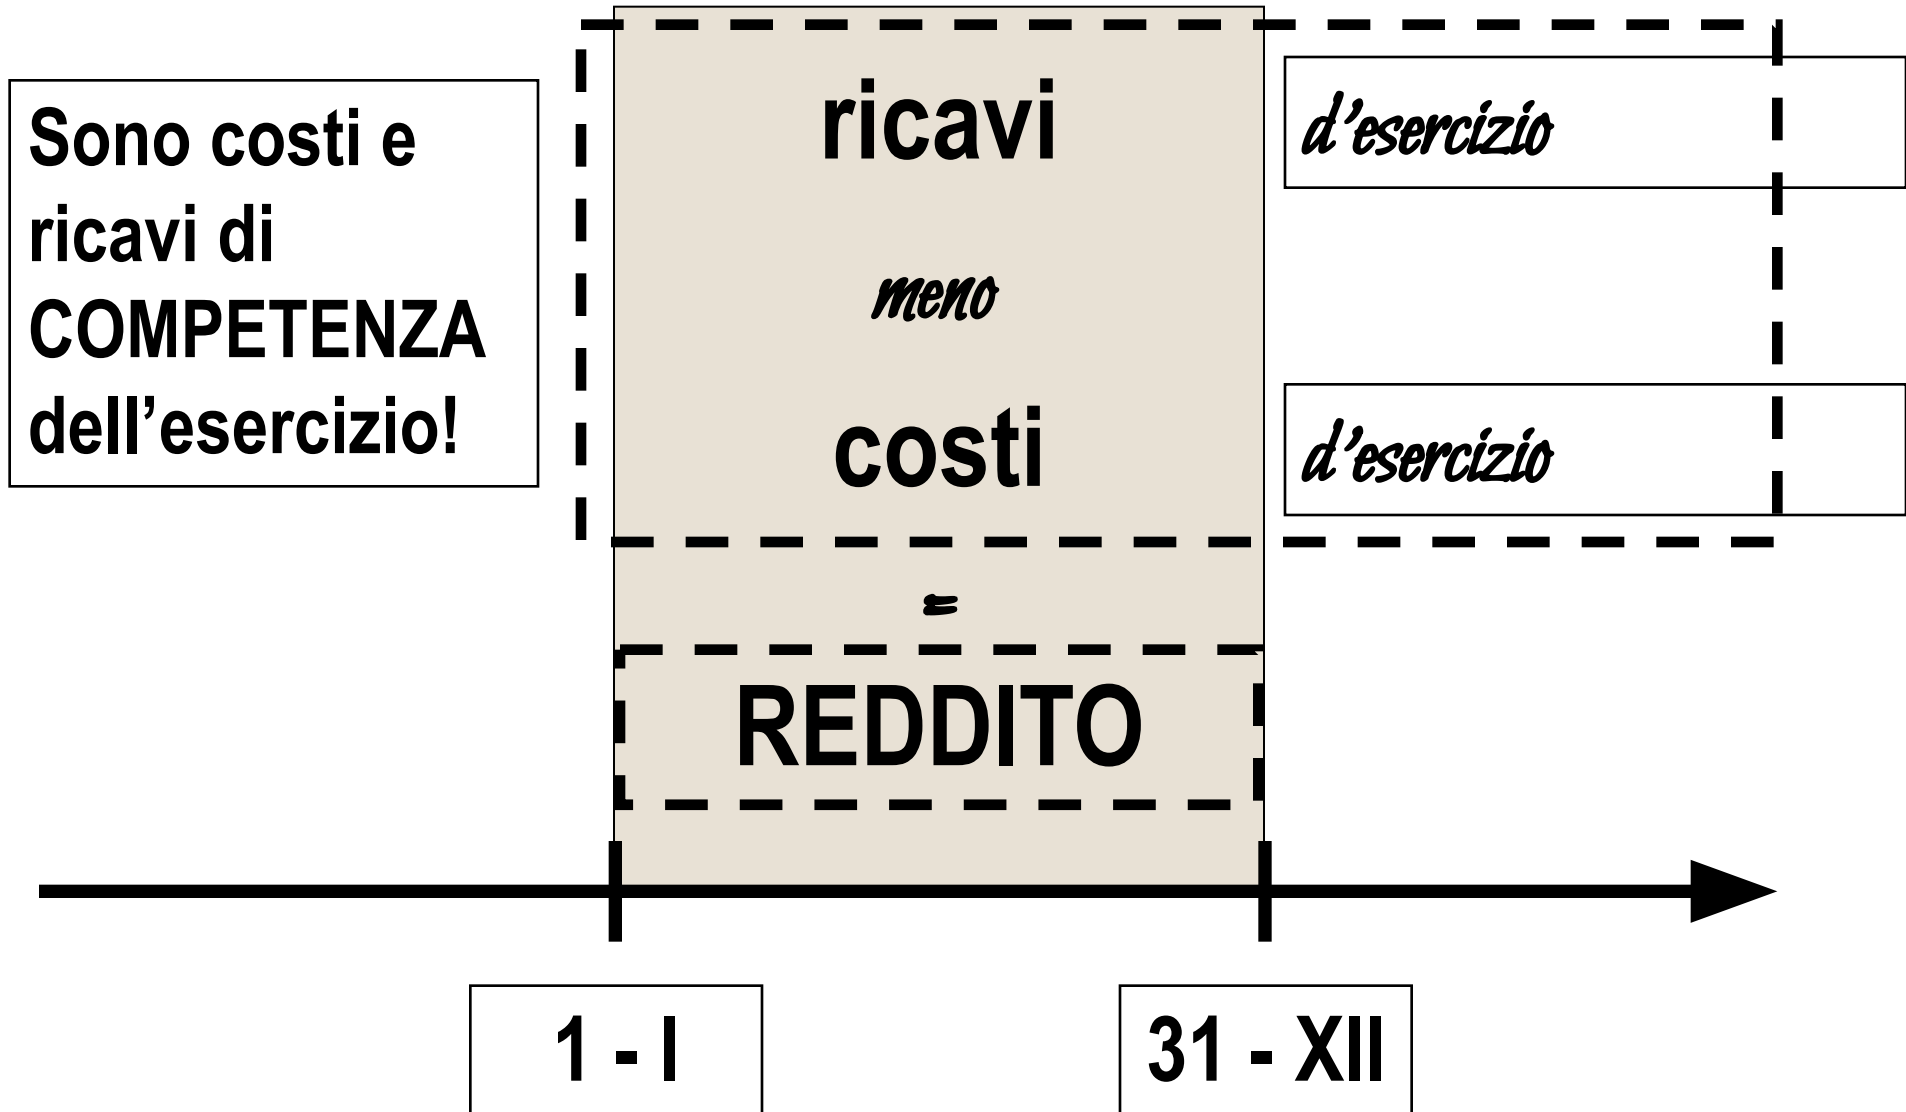 Sono costi e
ricavi di
COMPETENZA
dell’esercizio!
ricavi
d’esercizio
meno
costi
d’esercizio
=
REDDITO
1 - I
31 - XII